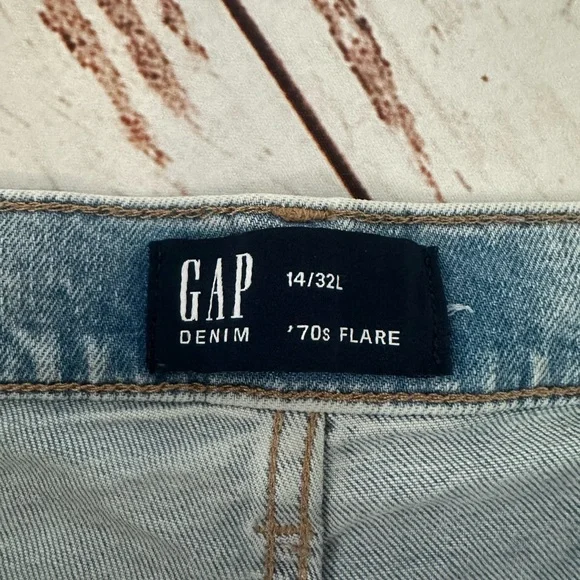 GAP
DENIM
14/32L
'70s FLARE